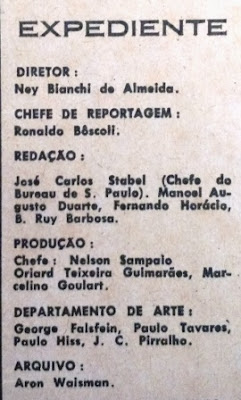 EXPEDIENTE
DIRETOR :
Ney Bianchi de Almeida.
CHEFE DE REPORTAGEM :
Ronaldo Bôscoli.
REDAÇÃO :
José Carlos Stabel (Chefe do
Bureau de S. Paulo). Manoel Au-
gusto Duarte, Fernando Horácio,
B. Ruy Barbosa.
PRODUÇÃO :
Chefe : Nelson Sampaio
Oriard Teixeira Guimarães, Mar-
celino Goulart.
DEPARTAMENTO DE ARTE :
George Falsfein, Paulo Tavares,
Paulo Hiss, J. C. Pirralho.
ARQUIVO :
Aron Waisman.